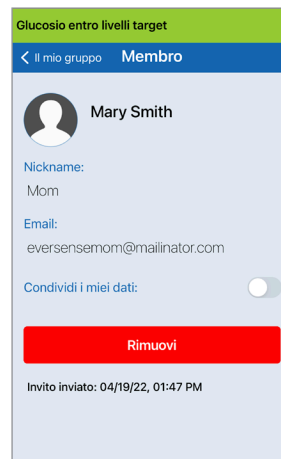 Glucosio entro livelli target
Il mio gruppo Membro
Mary Smith
Nickname:
Mom
Email:
eversensemom@mailinator.com
Condividi i miei dati:
Rimuovi
Invito inviato: 04/19/22, 01:47 PM